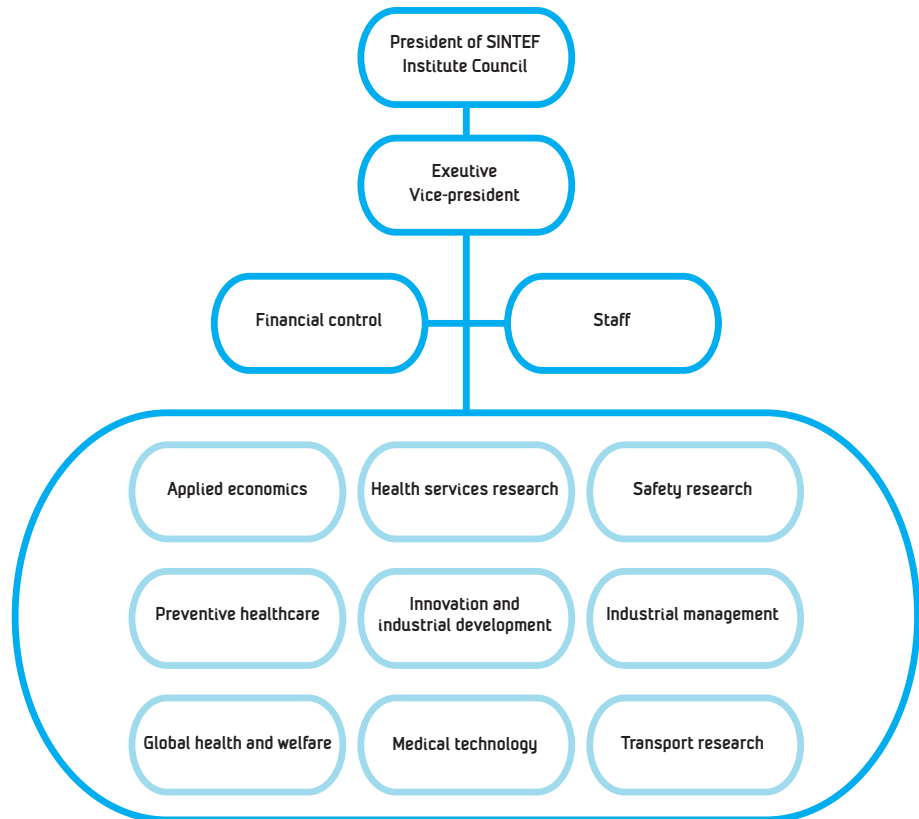 President of SINTEF
Institute Council
Exeutive
Vice-president
Financial control
Staff
Applied economics
Health services research
Safety research
Preventive healthcare
Innovation and
industrial development
Industrial management
Global health and welfare
Medical technology
Transport research